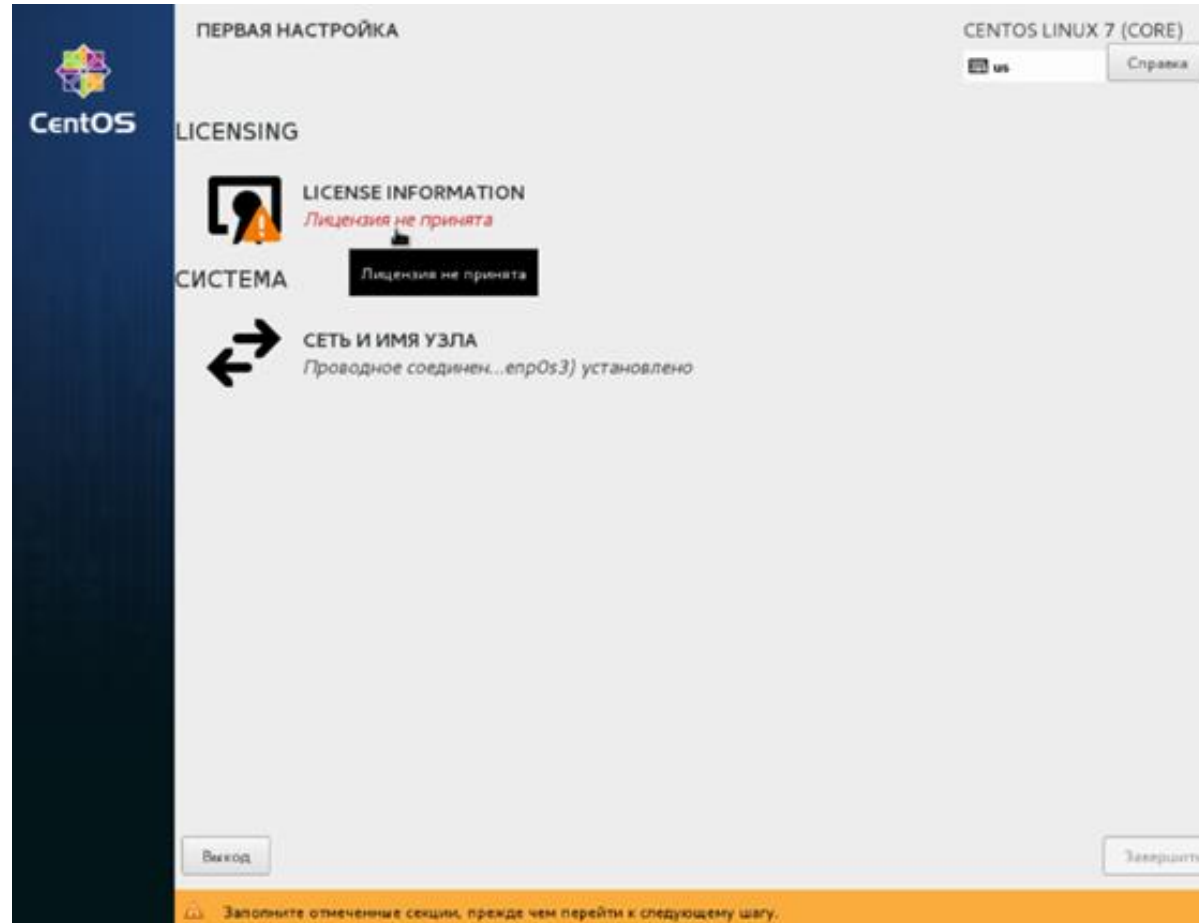 ПЕРВАЯ НАСТРОЙКА
CENTOS LINUX 7 (CORE)
us
Справка
CentOS
LICENSING
LICENSE INFORMATION
Лицензия не принята
Лицензия не принята
СИСТЕМА
СЕТЬ И ИМЯ УЗЛА
Проводное соединен...enp0s3) установлено
Выход
Завершить
Заполните отмеченные секции, прежде чем перейти к следующему шагу.